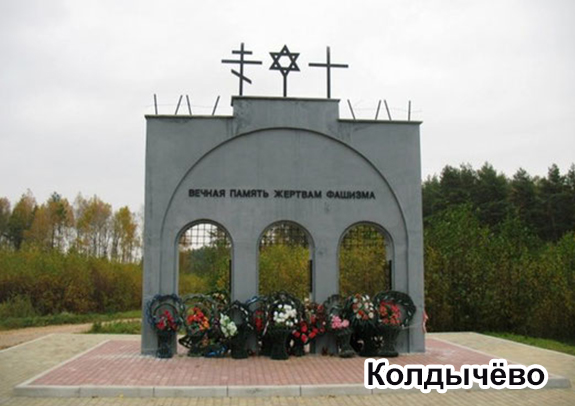 ВЕЧНАЯ ПАМЯТЬ ЖЕРТВАМ ФАШИЗМА
Колдычёво